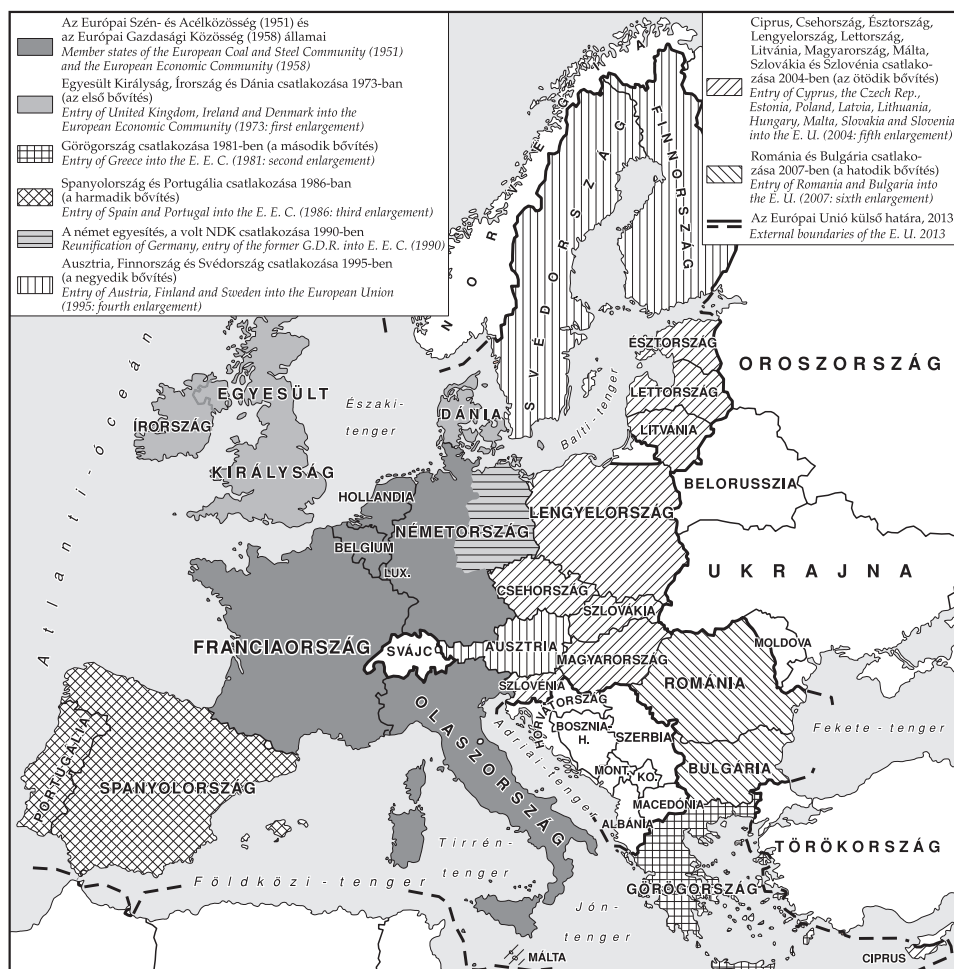 Az Európai Szén- és Acélközösség (1951) és
az Európai Gazdasági Közösség (1958) államai
Member states of the European Coal and Steel Community (1951)
and the European Economic Community (1958)
Egyesült Királyság, Írország és Dánia csatlakozása 1973-ban
(az első bővítés)
Entry of United Kingdom, Ireland and Denmark into the
European Economic Community (1973: first enlargement)
Görögország csatlakozása 1981-ben (a második bővítés)
Entry of Greece into the E. E. C. (1981: second enlargement)
Spanyolország és Portugália csatlakozása 1986-ban
(a harmadik bővítés)
Entry of Spain and Portugal into the E. E. C. (1986: third enlargement)
A német egyesítés, a volt NDK csatlakozása 1990-ben
Reunification of Germany, entry of the former G.D.R. into E. E. C. (1990)
Ausztria, Finnország és Svédország csatlakozása 1995-ben
(a negyedik bővítés)
Entry of Austria, Finland and Sweden into the European Union
(1995: fourth enlargement)
Ciprus, Csehország, Észtország,
Lengyelország, Lettország,
Litvánia, Magyarország, Málta,
Szlovákia és Szlovénia csatlako-
zása 2004-ben (az ötödik bővítés)
Entry of Cyprus, the Czech Rep.,
Estonia, Poland, Latvia, Lithuania,
Hungary, Malta, Slovakia and Slovenia
into the E. U. (2004: fifth enlargement)
Románia és Bulgária csatlako-
zása 2007-ben (a hatodik bővítés)
Entry of Romania and Bulgaria into
the E. U. (2007: sixth enlargement)
Az Európai Unió külső határa, 2013
External boundaries of the E. U. 2013
NORVÉGIA
SVÉDORSZÁG
FINNORSZÁG
ÉSZTORSZÁG
OROSZORSZÁG
LETTORSZÁG
LITVÁNIA
Balti-tenger
DÁNIA
Északi-
tenger
EGYESÜLT
KIRÁLYSÁG
ÍRORSZÁG
Atlanti-óceán
BELORUSSZIA
HOLLANDIA
NÉMETORSZÁG
LENGYELORSZÁG
BELGIUM
LUX.
UKRAJNA
CSEHORSZÁG
SZLOVÁKIA
FRANCIAORSZÁG
SVÁJC
AUSZTRIA
MAGYARORSZÁG
MOLDOVA
SZLOVÉNIA
ROMÁNIA
HORVÁTORSZÁG
OLASZORSZÁG
Adriai-tenger
BOSZNIA-
H.
SZERBIA
Fekete-tenger
PORTUGÁLIA
SPANYOLORSZÁG
MONT.
KO.
BULGÁRIA
MACEDÓNIA
ALBÁNIA
TÖRÖKORSZÁG
Tirrén-
tenger
Földközi-tenger
GÖRÖGORSZÁG
Jón-
tenger
MÁLTA
CIPRUS